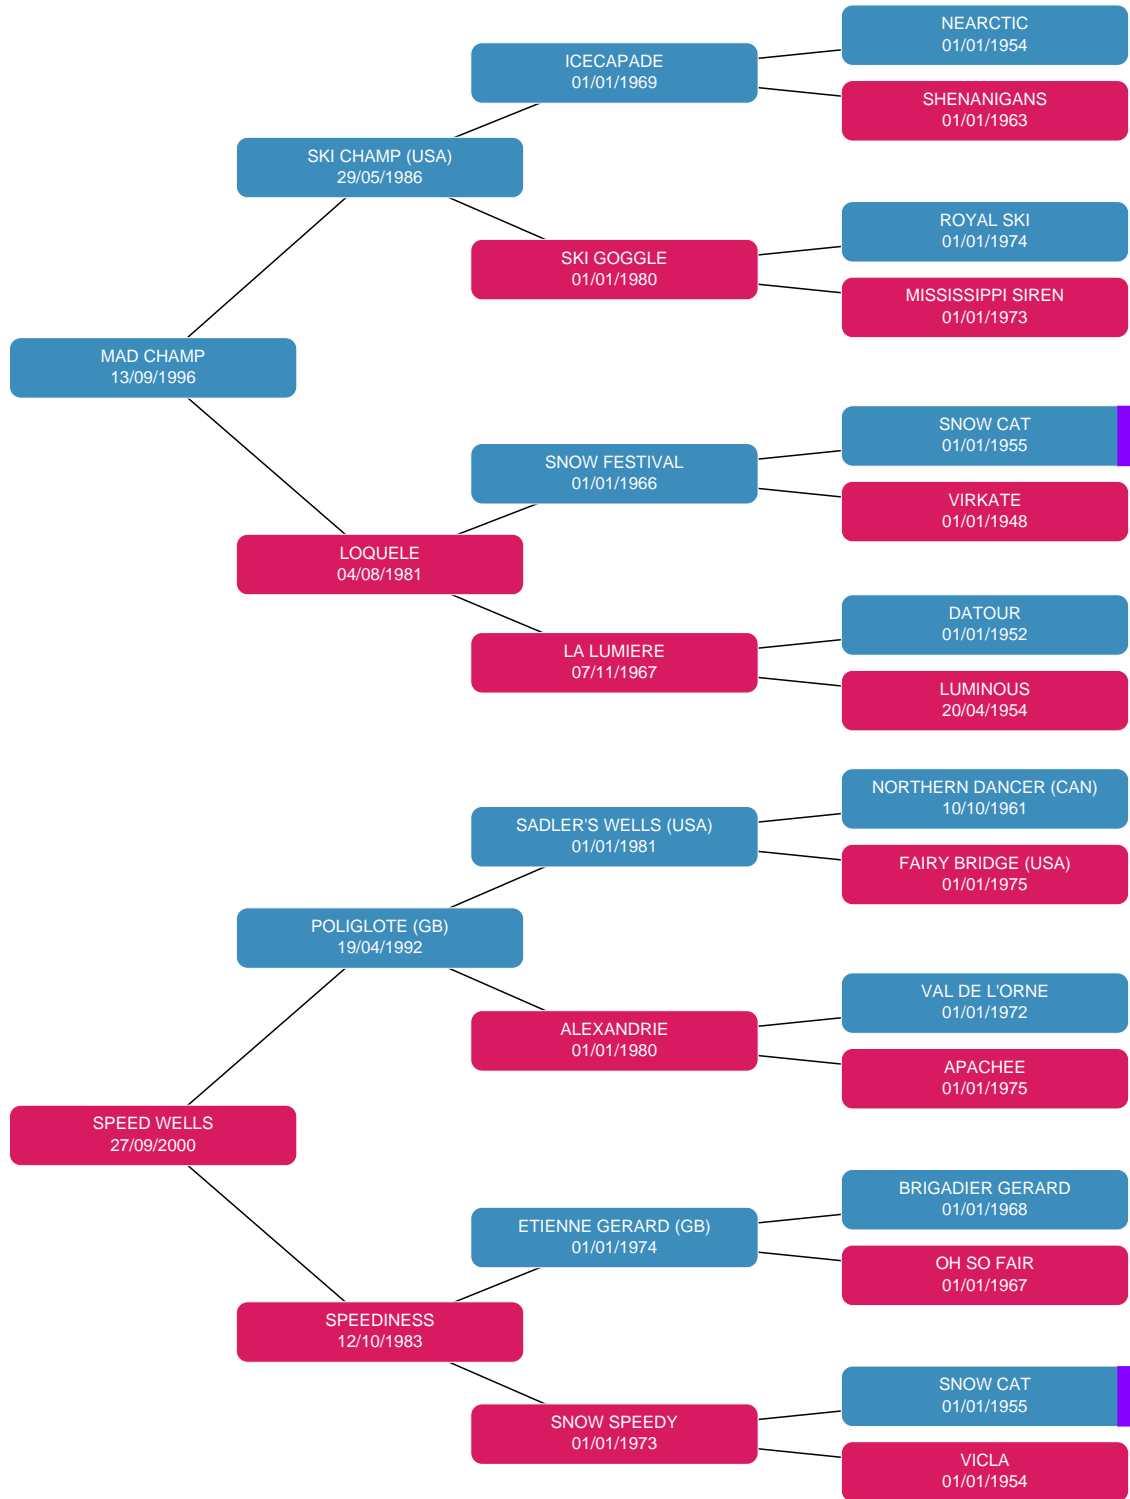 NEARCTIC
01/01/1954
ICECAPADE
01/01/1969
SHENANIGANS
01/01/1963
SKI CHAMP (USA)
29/05/1986
ROYAL SKI
01/01/1974
SKI GOGGLE
01/01/1980
MISSISSIPPI SIREN
01/01/1973
MAD CHAMP
13/09/1996
SNOW CAT
01/01/1955
SNOW FESTIVAL
01/01/1966
VIRKATE
01/01/1948
LOQUELE
04/08/1981
DATOUR
01/01/1952
LA LUMIERE
07/11/1967
LUMINOUS
20/04/1954
NORTHERN DANCER (CAN)
10/10/1961
SADLER'S WELLS (USA)
01/01/1981
FAIRY BRIDGE (USA)
01/01/1975
POLIGLOTE (GB)
19/04/1992
VAL DE L'ORNE
01/01/1972
ALEXANDRIE
01/01/1980
APACHEE
01/01/1975
SPEED WELLS
27/09/2000
BRIGADIER GERARD
01/01/1968
ETIENNE GERARD (GB)
01/01/1974
OH SO FAIR
01/01/1967
SPEEDINESS
12/10/1983
SNOW CAT
01/01/1955
SNOW SPEEDY
01/01/1973
VICLA
01/01/1954